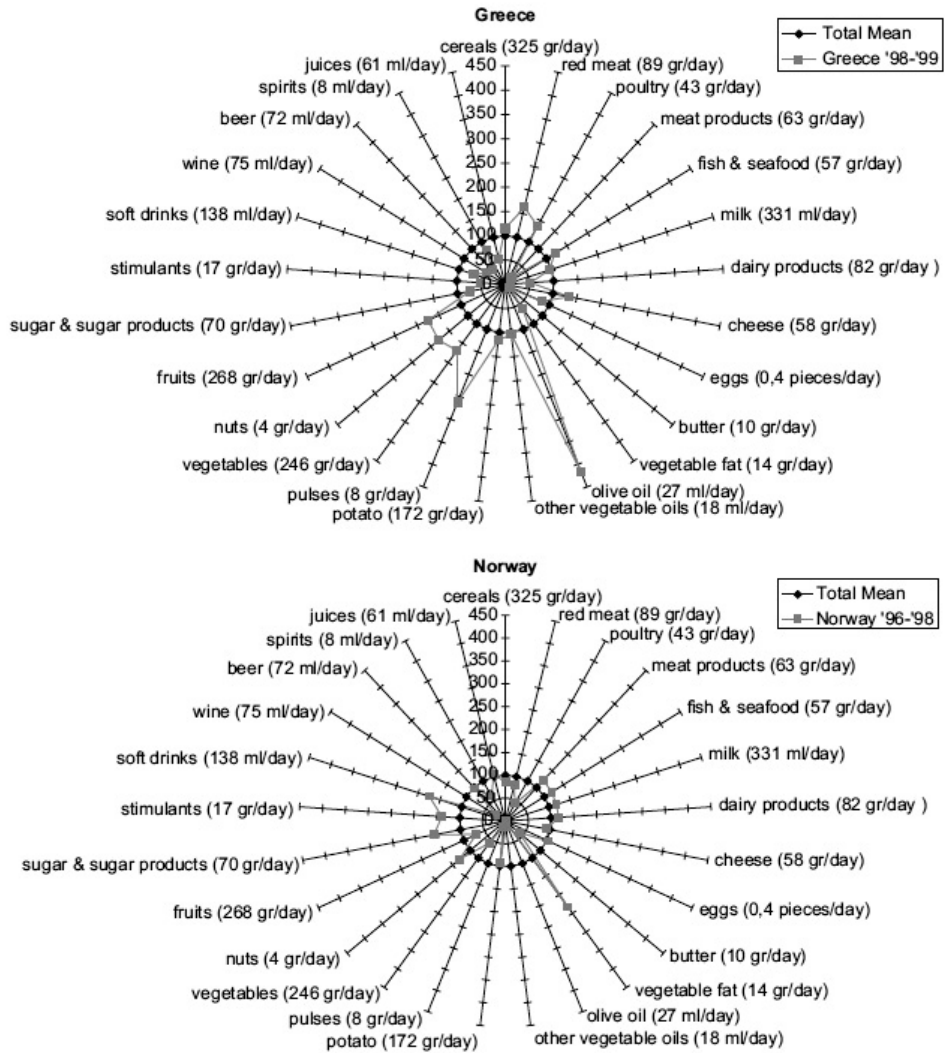 Greece
Total Mean
Greece '98-'99
cereals (325 gr/day)
red meat (89 gr/day)
poultry (43 gr/day)
meat products (63 gr/day)
fish & seafood (57 gr/day)
milk (331 ml/day)
dairy products (82 gr/day )
cheese (58 gr/day)
eggs (0,4 pieces/day)
butter (10 gr/day)
vegetable fat (14 gr/day)
olive oil (27 ml/day)
other vegetable oils (18 ml/day)
potato (172 gr/day)
pulses (8 gr/day)
vegetables (246 gr/day)
nuts (4 gr/day)
fruits (268 gr/day)
sugar & sugar products (70 gr/day)
stimulants (17 gr/day)
soft drinks (138 ml/day)
wine (75 ml/day)
beer (72 ml/day)
spirits (8 ml/day)
juices (61 ml/day)
450
400
350
300
250
200
150
100
50
0
Norway
Total Mean
Norway '96-'98
cereals (325 gr/day)
red meat (89 gr/day)
poultry (43 gr/day)
meat products (63 gr/day)
fish & seafood (57 gr/day)
milk (331 ml/day)
dairy products (82 gr/day )
cheese (58 gr/day)
eggs (0,4 pieces/day)
butter (10 gr/day)
vegetable fat (14 gr/day)
olive oil (27 ml/day)
other vegetable oils (18 ml/day)
potato (172 gr/day)
pulses (8 gr/day)
vegetables (246 gr/day)
nuts (4 gr/day)
fruits (268 gr/day)
sugar & sugar products (70 gr/day)
stimulants (17 gr/day)
soft drinks (138 ml/day)
wine (75 ml/day)
beer (72 ml/day)
spirits (8 ml/day)
juices (61 ml/day)
450
400
350
300
250
200
150
100
50
0